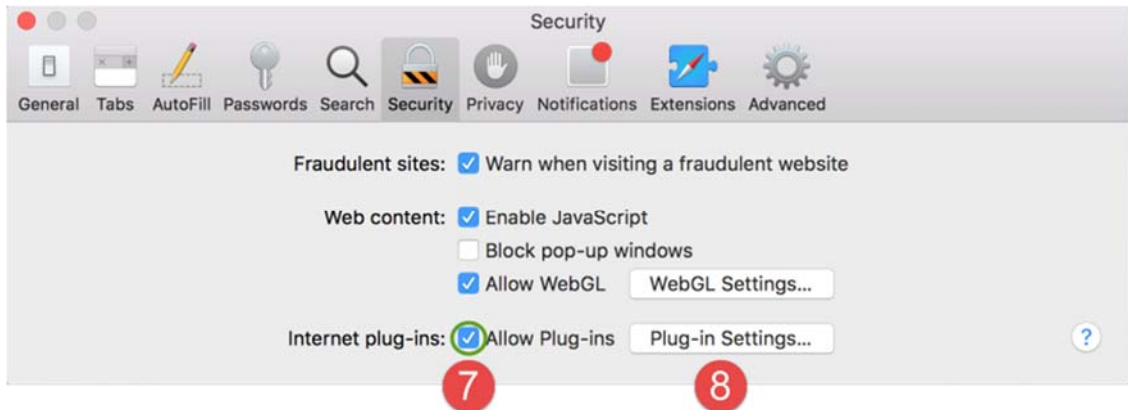 Security
General Tabs AutoFill Passwords Search Security Privacy Notifications Extensions Advanced
Fraudulent sites: Warn when visiting a fraudulent website
Web content: Enable JavaScript
Block pop-up windows
Allow WebGL WebGL Settings...
Internet plug-ins: Allow Plug-ins Plug-in Settings... ?
7 8